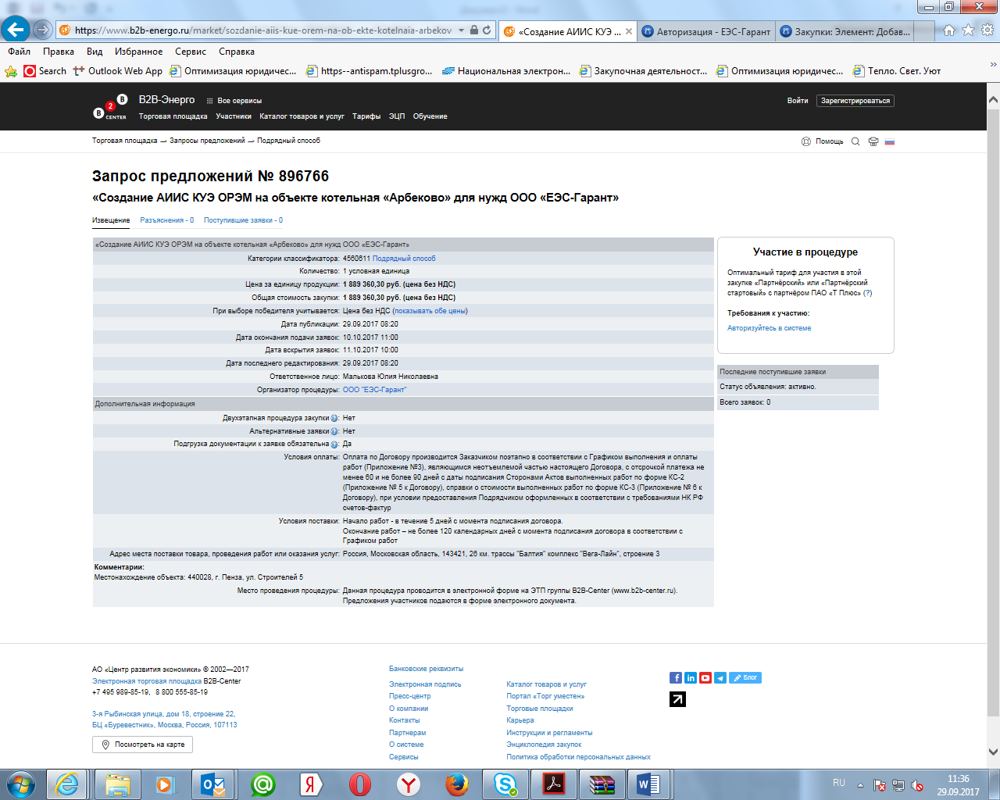 https://www.b2b-energo.ru/market/sozdanie-aiis-kue-orem-na-ob-ekte-kotelnaia-arbekov
«Создание АИИС КУЭ ... Авторизация - ЕЭС-Гарант Закупки: Элемент: Добав...
Файл Правка Вид Избранное Сервис Справка
Search Outlook Web App Оптимизация юридичес... https--antispam.tplusgro... Национальная электрон... Закупочная деятельност... Оптимизация юридичес... Тепло. Свет. Уют
B2B CENTER
B2B-Энерго Все сервисы
Войти Зарегистрироваться
Торговая площадка Участники Каталог товаров и услуг Тарифы ЭЦП Обучение
Торговая площадка → Запросы предложений → Подрядный способ
Помощь
Запрос предложений № 896766
«Создание АИИС КУЭ ОРЭМ на объекте котельная «Арбеково» для нужд ООО «ЕЭС-Гарант»
Извещение Разъяснения - 0 Поступившие заявки - 0
«Создание АИИС КУЭ ОРЭМ на объекте котельная «Арбеково» для нужд ООО «ЕЭС-Гарант»
Категории классификатора: 4560611 Подрядный способ
Количество: 1 условная единица
Цена за единицу продукции: 1 889 360,30 руб. (цена без НДС)
Общая стоимость закупки: 1 889 360,30 руб. (цена без НДС)
При выборе победителя учитывается: Цена без НДС (показывать обе цены)
Дата публикации: 29.09.2017 08:20
Дата окончания подачи заявок: 10.10.2017 11:00
Дата вскрытия заявок: 11.10.2017 10:00
Дата последнего редактирования: 29.09.2017 08:20
Ответственное лицо: Малькова Юлия Николаевна
Организатор процедуры: ООО "ЕЭС-Гарант"
Дополнительная информация
Двухэтапная процедура закупки: Нет
Альтернативные заявки: Нет
Подгрузка документации к заявке обязательна: Да
Условия оплаты: Оплата по Договору производится Заказчиком поэтапно в соответствии с Графиком выполнения и оплаты
работ (Приложение №3), являющимся неотъемлемой частью настоящего Договора, с отсрочкой платежа не
менее 60 и не более 90 дней с даты подписания Сторонами Актов выполненных работ по форме КС-2
(Приложение № 5 к Договору), справки о стоимости выполненных работ по форме КС-3 (Приложение № 6 к
Договору), при условии предоставления Подрядчиком оформленных в соответствии с требованиями НК РФ
счетов-фактур
Условия поставки: Начало работ - в течение 5 дней с момента подписания договора.
Окончание работ – не более 120 календарных дней с момента подписания договора в соответствии с
Графиком работ
Адрес места поставки товара, проведения работ или оказания услуг: Россия, Московская область, 143421, 26 км. трассы "Балтия" комплекс "Вега-Лайн", строение 3
Комментарии:
Местонахождение объекта: 440028, г. Пенза, ул. Строителей 5
Место проведения процедуры: Данная процедура проводится в электронной форме на ЭТП группы B2B-Center (www.b2b-center.ru).
Предложения участников подаются в форме электронного документа.
Участие в процедуре
Оптимальный тариф для участия в этой
закупке «Партнёрский» или «Партнёрский
стартовый» с партнёром ПАО «Т Плюс» (?)
Требования к участию:
Авторизуйтесь в системе
Последние поступившие заявки
Статус объявления: активно.
Всего заявок: 0
АО «Центр развития экономики» © 2002—2017
Электронная торговая площадка B2B-Center
+7 495 989-85-19, 8 800 555-85-19
3-я Рыбинская улица, дом 18, строение 22,
БЦ «Буревестник», Москва, Россия, 107113
Посмотреть на карте
Банковские реквизиты
Электронная подпись
Пресс-центр
О компании
Контакты
Партнерам
О системе
Сервисы
Каталог товаров и услуг
Портал «Торг уместен»
Торговые площадки
Карьера
Инструкции и регламенты
Энциклопедия закупок
Политика обработки персональных данных
Блог
RU
11:36
29.09.2017